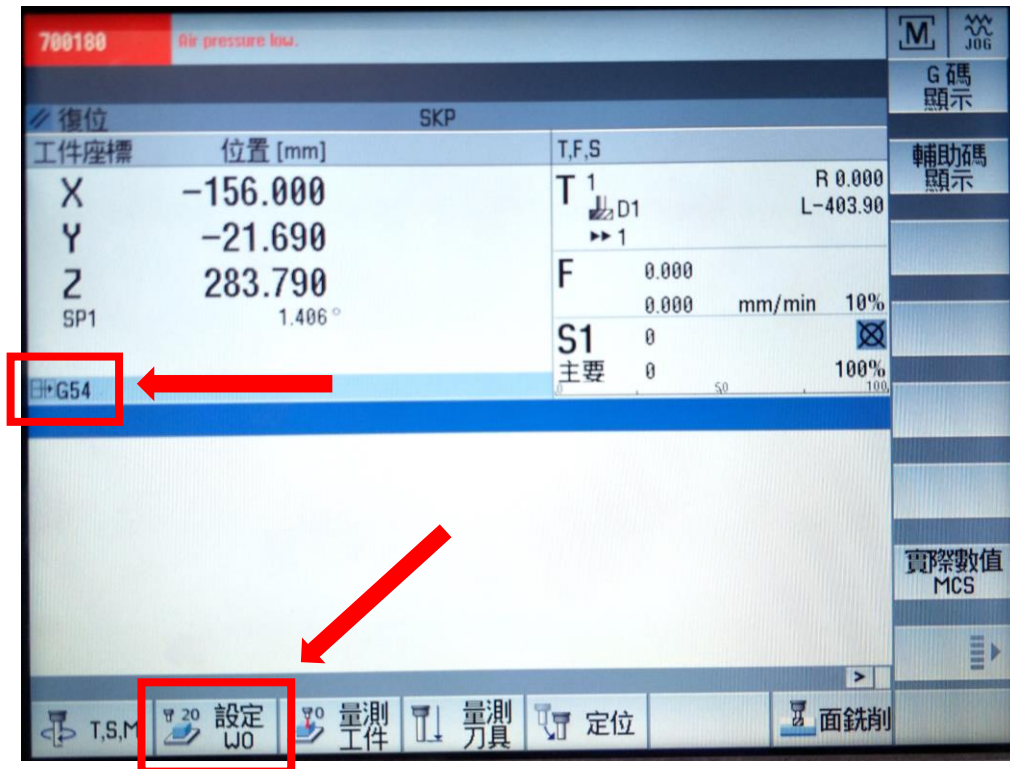 700180 Air pressure low.
M JOG
G 碼
顯示
復位 SKP
工件座標 位置 [mm] T,F,S
輔助碼
顯示
X -156.000
T 1 R 0.000
D1 L-403.90
Y -21.690
1
Z 283.790
F 0.000
0.000 mm/min 10%
SP1 1.406°
S1 0
主要 0 100%
0 50 100
G54
實際數值
MCS
>
T,S,M
20 設定
W0
0 量測
工件
量測
刀具
定位
面銑削